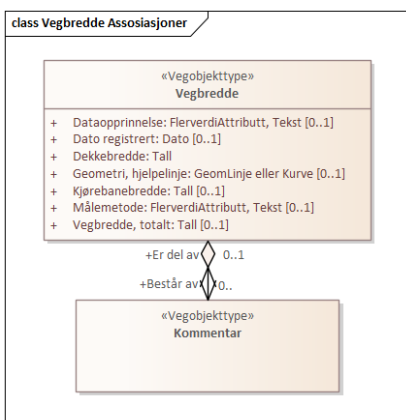 class Vegbredde Assosiasjoner
«Vegobjekttype»
Vegbredde
+ Dataopprinnelse: FlerverdiAttributt, Tekst [0..1]
+ Dato registrert: Dato [0..1]
+ Dekkebredde: Tall
+ Geometri, hjelpelinje: GeomLinje eller Kurve [0..1]
+ Kjørebanebredde: Tall [0..1]
+ Målemetode: FlerverdiAttributt, Tekst [0..1]
+ Vegbredde, totalt: Tall [0..1]
+Er del av 0..1
+Består av 0..
«Vegobjekttype»
Kommentar